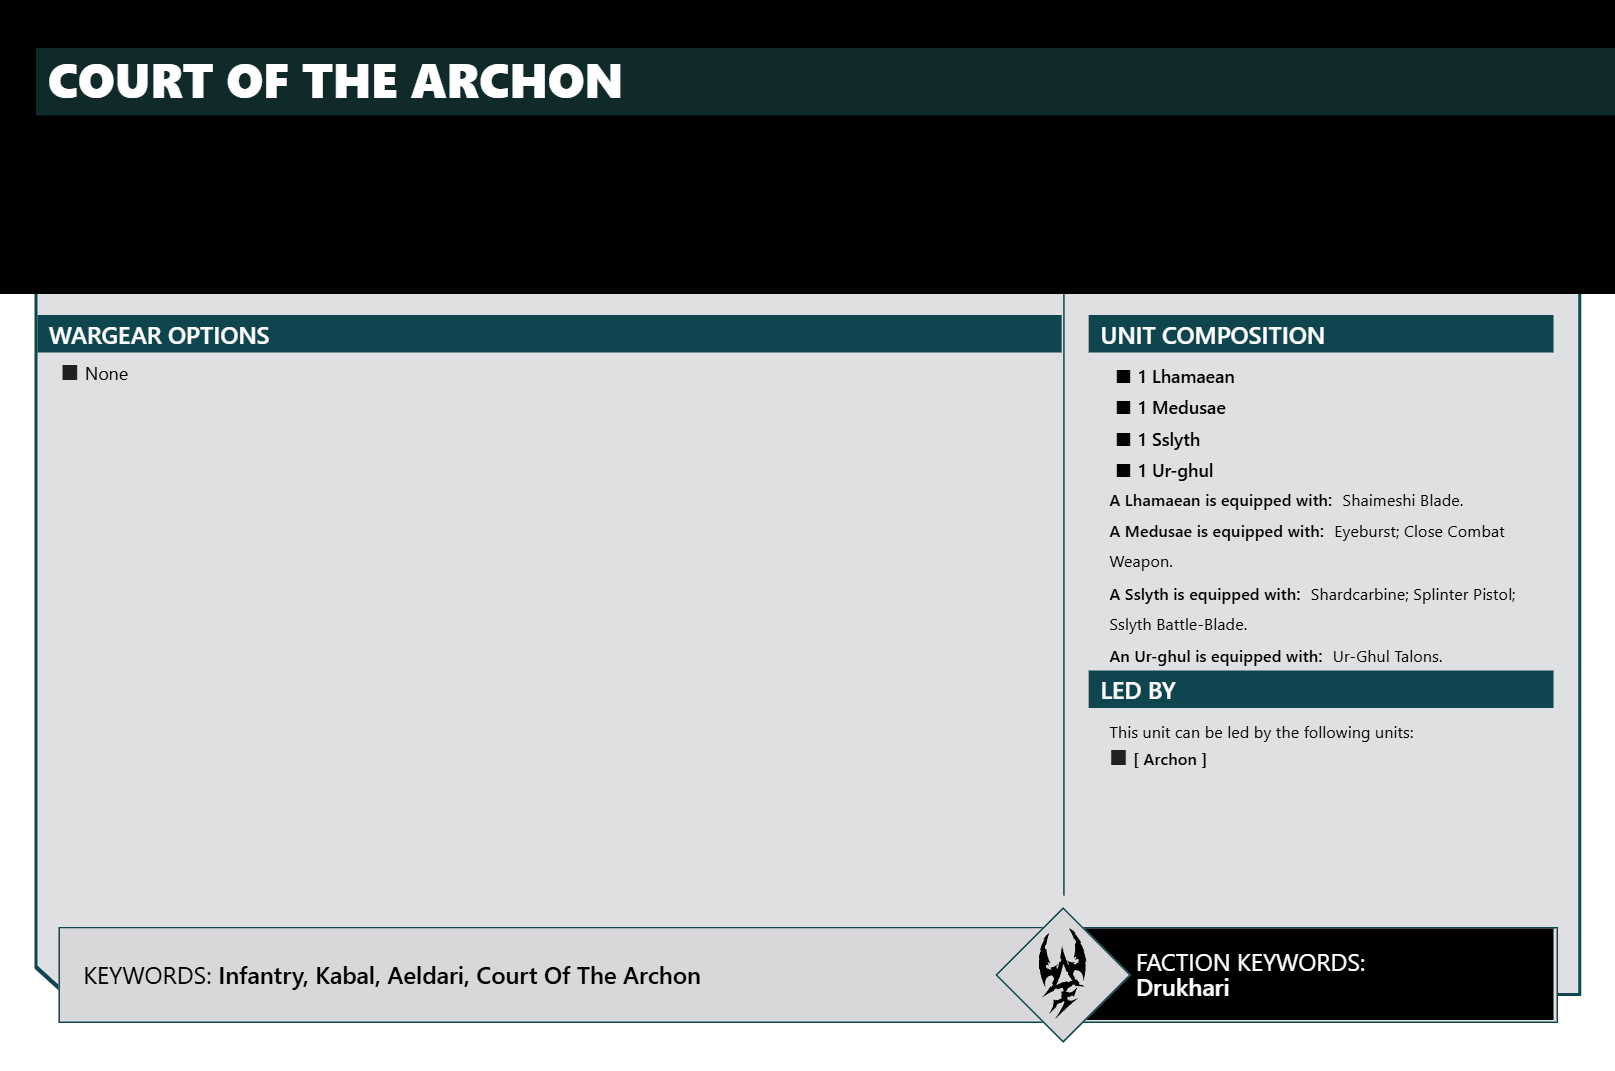 COURT OF THE ARCHON
WARGEAR OPTIONS
None
UNIT COMPOSITION
1 Lhamaean
1 Medusae
1 Sslyth
1 Ur-ghul
A Lhamaean is equipped with: Shaimeshi Blade.
A Medusae is equipped with: Eyeburst; Close Combat
Weapon.
A Sslyth is equipped with: Shardcarbine; Splinter Pistol;
Sslyth Battle-Blade.
An Ur-ghul is equipped with: Ur-Ghul Talons.
LED BY
This unit can be led by the following units:
[ Archon ]
KEYWORDS: Infantry, Kabal, Aeldari, Court Of The Archon
FACTION KEYWORDS:
Drukhari